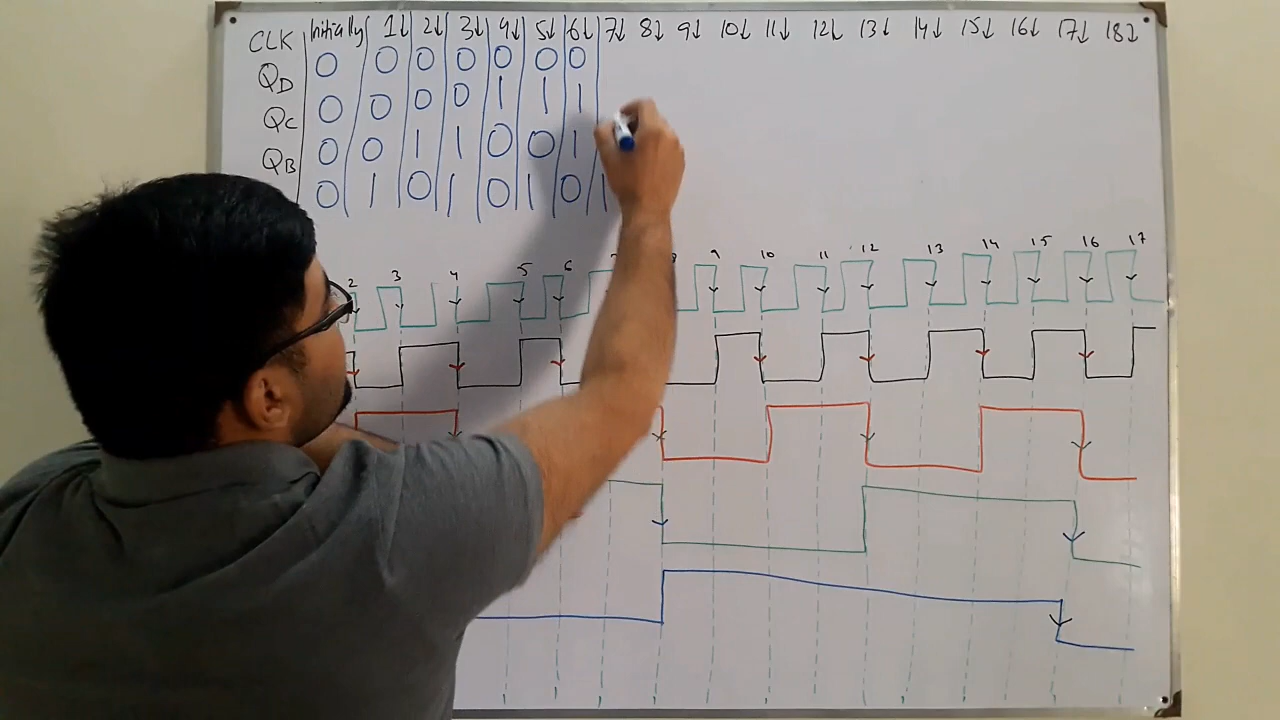 CLK Initially 1↓ 2↓ 3↓ 4↓ 5↓ 6↓ 7↓ 8↓ 9↓ 10↓ 11↓ 12↓ 13↓ 14↓ 15↓ 16↓ 17↓ 18↓
QD 0 0 0 0 0 0 0
QC 0 0 0 0 1 1 1
QB 0 0 1 1 0 0 1
0 1 0 1 0 1 0 1
2 3 4 5 6 9 10 11 12 13 14 15 16 17